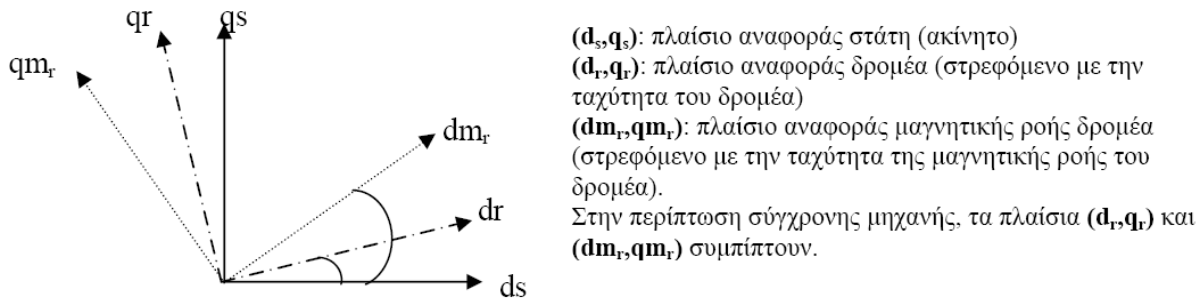 qr
qs
qmr
dmr
dr
ds
(ds,qs): πλαίσιο αναφοράς στάτη (ακίνητο)
(dr,qr): πλαίσιο αναφοράς δρομέα (στρεφόμενο με την
ταχύτητα του δρομέα)
(dmr,qmr): πλαίσιο αναφοράς μαγνητικής ροής δρομέα
(στρεφόμενο με την ταχύτητα της μαγνητικής ροής του
δρομέα).
Στην περίπτωση σύγχρονης μηχανής, τα πλαίσια (dr,qr) και
(dmr,qmr) συμπίπτουν.